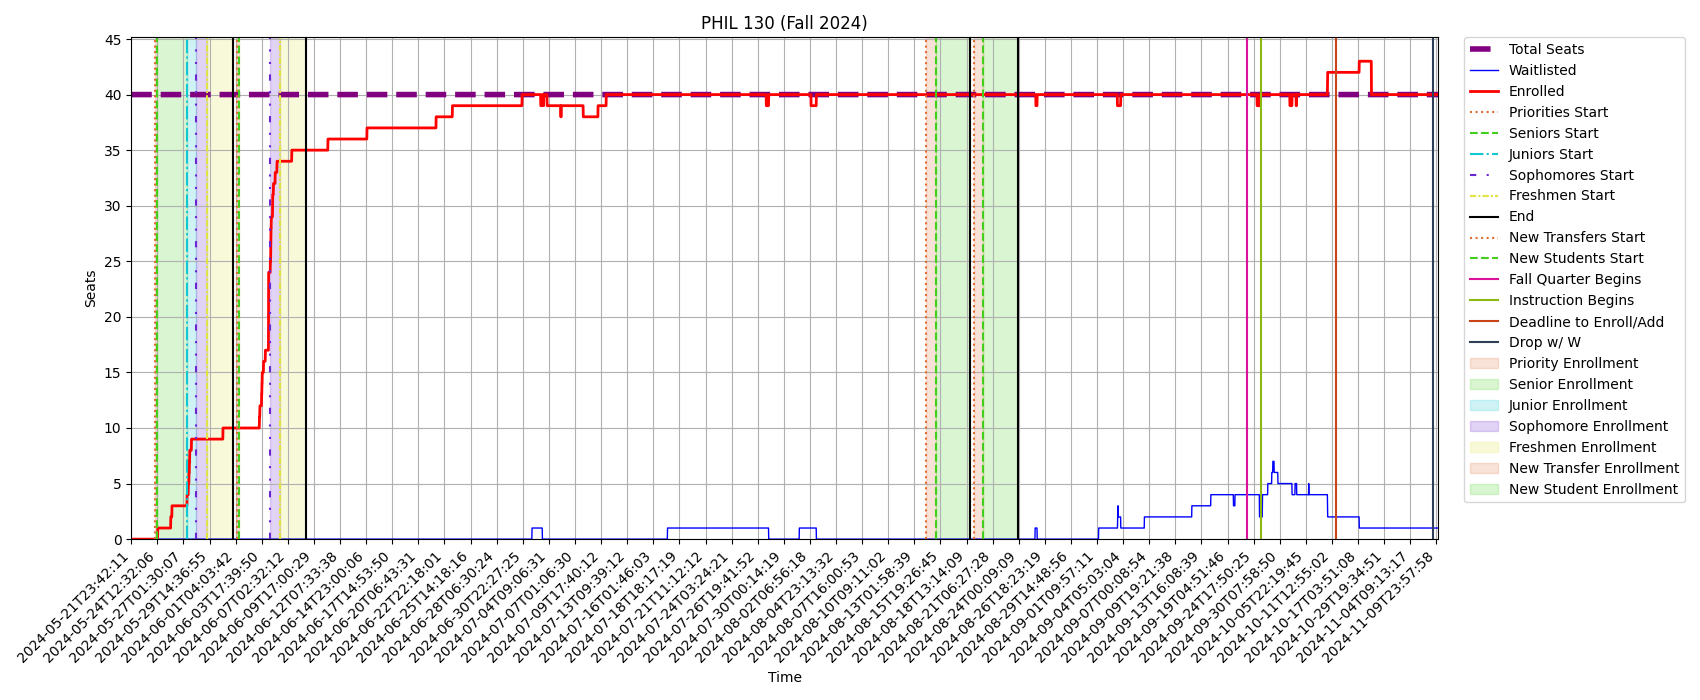 PHIL 130 (Fall 2024)
Seats
45
40
35
30
25
20
15
10
5
0
2024-05-21T23:42:11
2024-05-24T12:32:06
2024-05-27T01:30:07
2024-05-29T14:36:55
2024-06-01T04:03:42
2024-06-03T17:39:50
2024-06-07T02:32:12
2024-06-09T17:00:29
2024-06-12T07:33:38
2024-06-14T23:00:06
2024-06-17T14:53:50
2024-06-20T06:43:31
2024-06-22T22:18:01
2024-06-25T14:18:16
2024-06-28T06:30:24
2024-06-30T22:27:25
2024-07-04T09:06:31
2024-07-07T01:06:30
2024-07-09T17:40:12
2024-07-13T09:39:12
2024-07-16T01:46:03
2024-07-18T18:17:19
2024-07-21T11:12:12
2024-07-24T03:24:21
2024-07-26T19:41:52
2024-07-30T00:14:19
2024-08-02T06:56:18
2024-08-04T23:13:32
2024-08-07T16:00:53
2024-08-10T09:11:02
2024-08-13T01:58:39
2024-08-15T19:26:45
2024-08-18T13:14:09
2024-08-21T06:27:28
2024-08-24T00:09:09
2024-08-26T18:23:19
2024-08-29T14:48:56
2024-09-01T09:57:11
2024-09-04T05:03:04
2024-09-07T00:08:54
2024-09-09T19:21:38
2024-09-13T16:08:39
2024-09-19T04:51:46
2024-09-24T17:50:25
2024-09-30T07:58:50
2024-10-05T22:19:45
2024-10-11T12:55:02
2024-10-17T03:51:08
2024-10-29T19:34:51
2024-11-04T09:13:17
2024-11-09T23:57:58
Time
Total Seats
Waitlisted
Enrolled
Priorities Start
Seniors Start
Juniors Start
Sophomores Start
Freshmen Start
End
New Transfers Start
New Students Start
Fall Quarter Begins
Instruction Begins
Deadline to Enroll/Add
Drop w/ W
Priority Enrollment
Senior Enrollment
Junior Enrollment
Sophomore Enrollment
Freshmen Enrollment
New Transfer Enrollment
New Student Enrollment